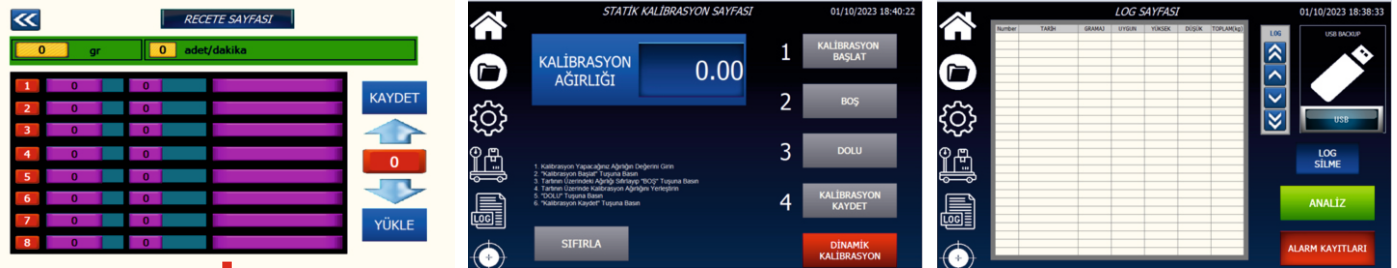 RECETE SAYFASI
0 gr 0 adet/dakika
1 0 0
2 0 0
3 0 0
4 0 0
5 0 0
6 0 0
7 0 0
8 0 0
KAYDET
0
YÜKLE
STATİK KALİBRASYON SAYFASI
01/10/2023 18:40:22
KALİBRASYON
AĞIRLIĞI
0.00
1 KALİBRASYON
BAŞLAT
2 BOŞ
3 DOLU
4 KALİBRASYON
KAYDET
1. Kalibrasyon Yapacağınız Ağırlığın Değerini Girin
2. "Kalibrasyon Başlat" Tuşuna Basın
3. Tartının Üzerindeki Ağırlığı Sıfırlayıp "BOŞ" Tuşuna Basın
4. Tartının Üzerinde Kalibrasyon Ağırlığını Yerleştirin
5. "DOLU" Tuşuna Basın
6. "Kalibrasyon Kaydet" Tuşuna Basın
LOG
SIFIRLA
DİNAMİK
KALİBRASYON
LOG SAYFASI
01/10/2023 18:38:33
Number TARİH GRAMAJ UYGUN YÜKSEK DÜŞÜK TOPLAM(kg)
LOG
USB BACKUP
USB
LOG
SİLME
LOG
ANALİZ
ALARM KAYITLARI